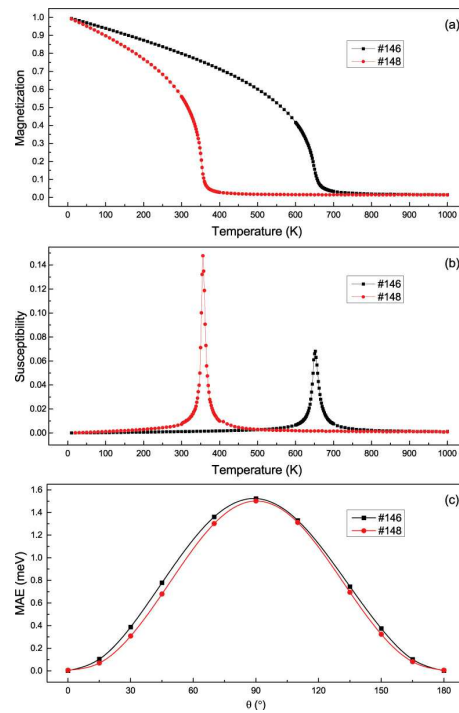 (a)
#146
#148
Magnetization
1.0
0.9
0.8
0.7
0.6
0.5
0.4
0.3
0.2
0.1
0.0
0 100 200 300 400 500 600 700 800 900 1000
Temperature (K)
(b)
#146
#148
Susceptibility
0.14
0.12
0.10
0.08
0.06
0.04
0.02
0.00
0 100 200 300 400 500 600 700 800 900 1000
Temperature (K)
(c)
#146
#148
MAE (meV)
1.6
1.4
1.2
1.0
0.8
0.6
0.4
0.2
0.0
0 30 60 90 120 150 180
θ (°)